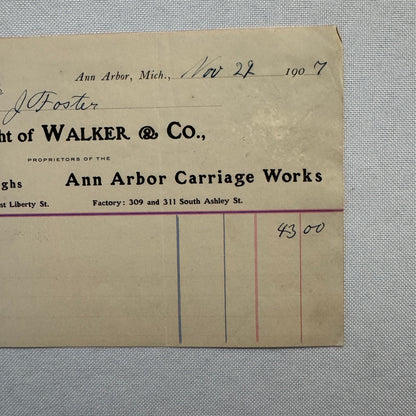 Ann Arbor, Mich., Nov 29 1907
J Foster
ht of WALKER & CO.,
PROPRIETORS OF THE
ghs Ann Arbor Carriage Works
st Liberty St. Factory: 309 and 311 South Ashley St.
43 00